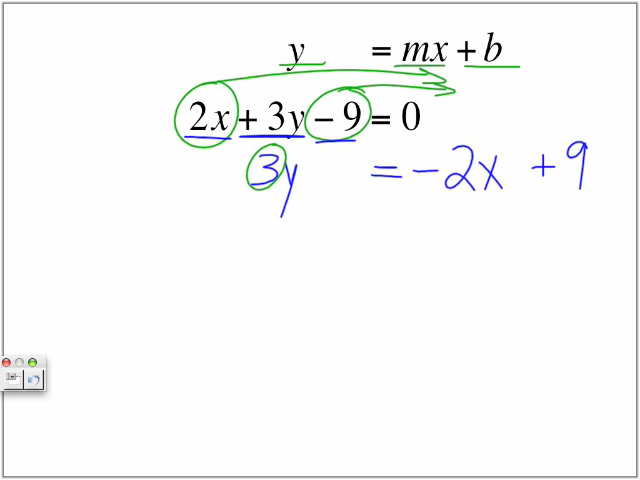 y = mx + b
2x + 3y − 9 = 0
3y = -2x + 9